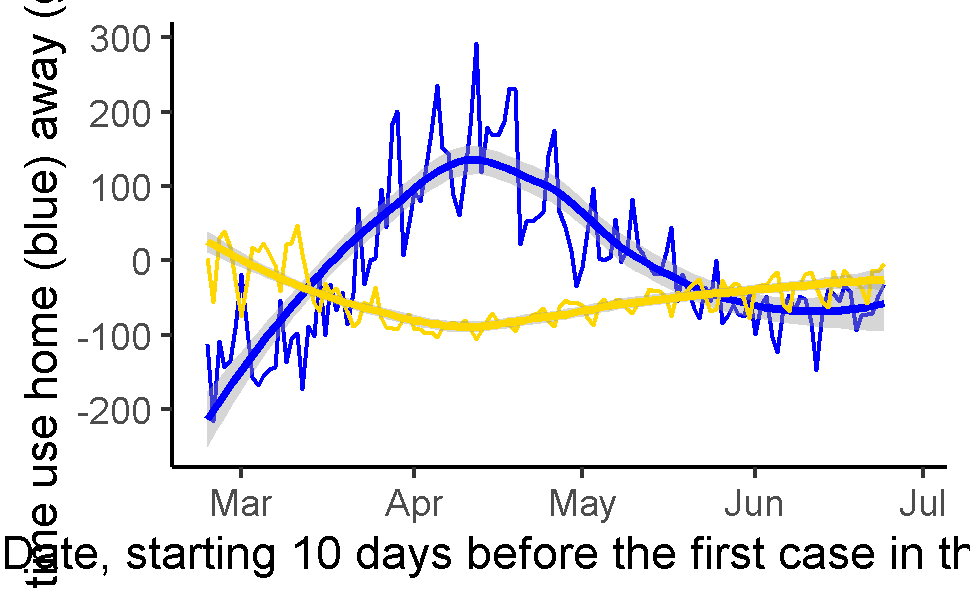 time use home (blue) away (
300
200
100
0
-100
-200
Mar Apr May Jun Jul
Date, starting 10 days before the first case in th